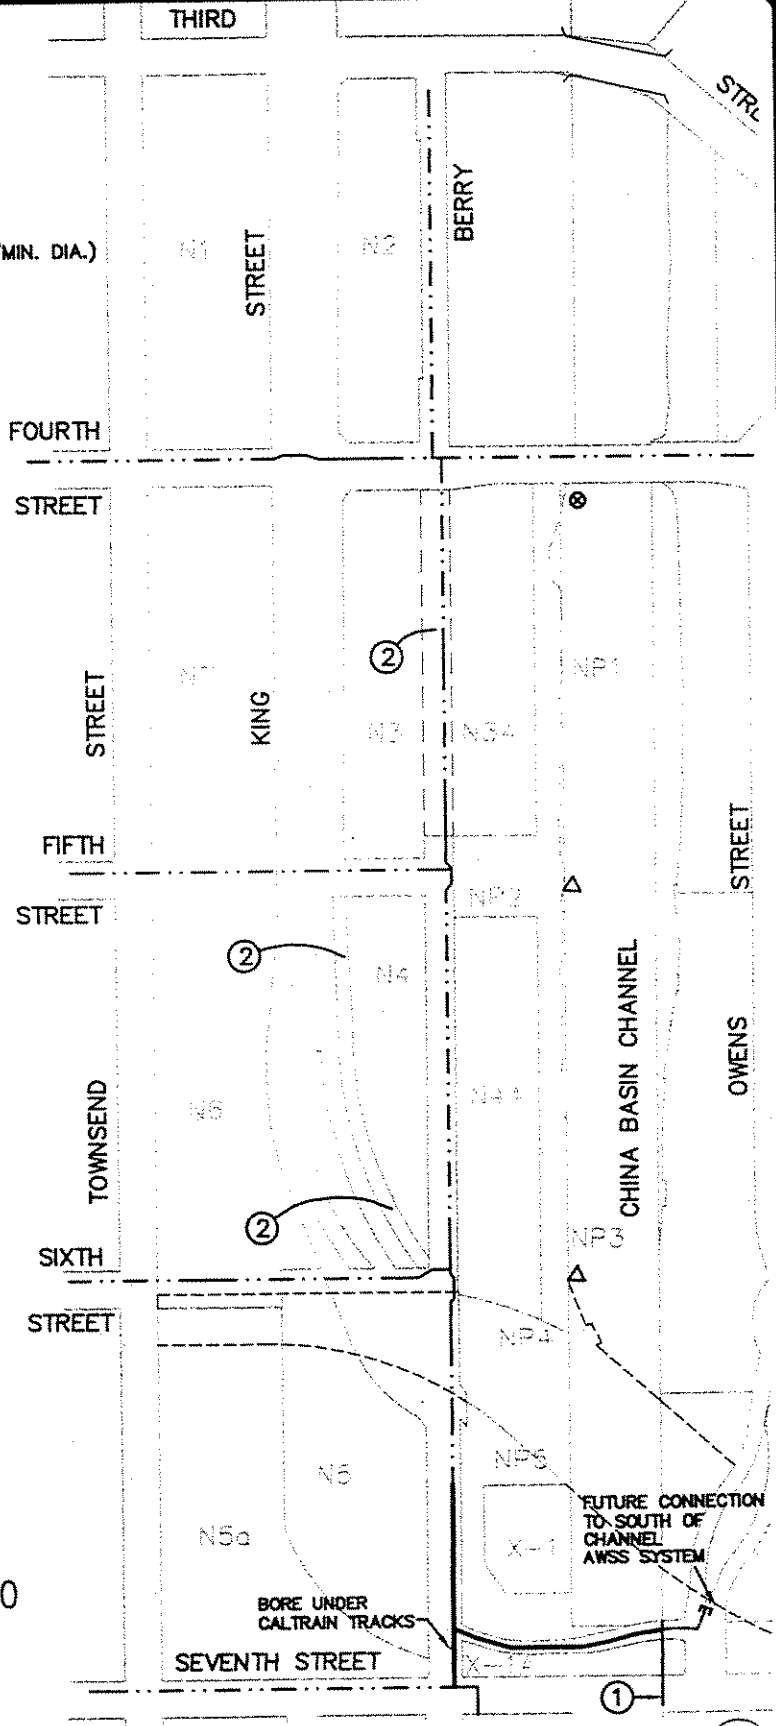 THIRD
BERRY
MIN. DIA.)
N1
STREET
N2
FOURTH
STREET
2
NP1
STREET
KING
N3
N3A
FIFTH
STREET
STREET
NP2
2
N4
CHINA BASIN CHANNEL
OWENS
N6
TOWNSEND
2
NP3
SIXTH
STREET
NP4
NP5
N5
FUTURE CONNECTION
TO SOUTH OF
CHANNEL
AWSS SYSTEM
N5a
X-1
BORE UNDER
CALTRAIN TRACKS
SEVENTH STREET
1